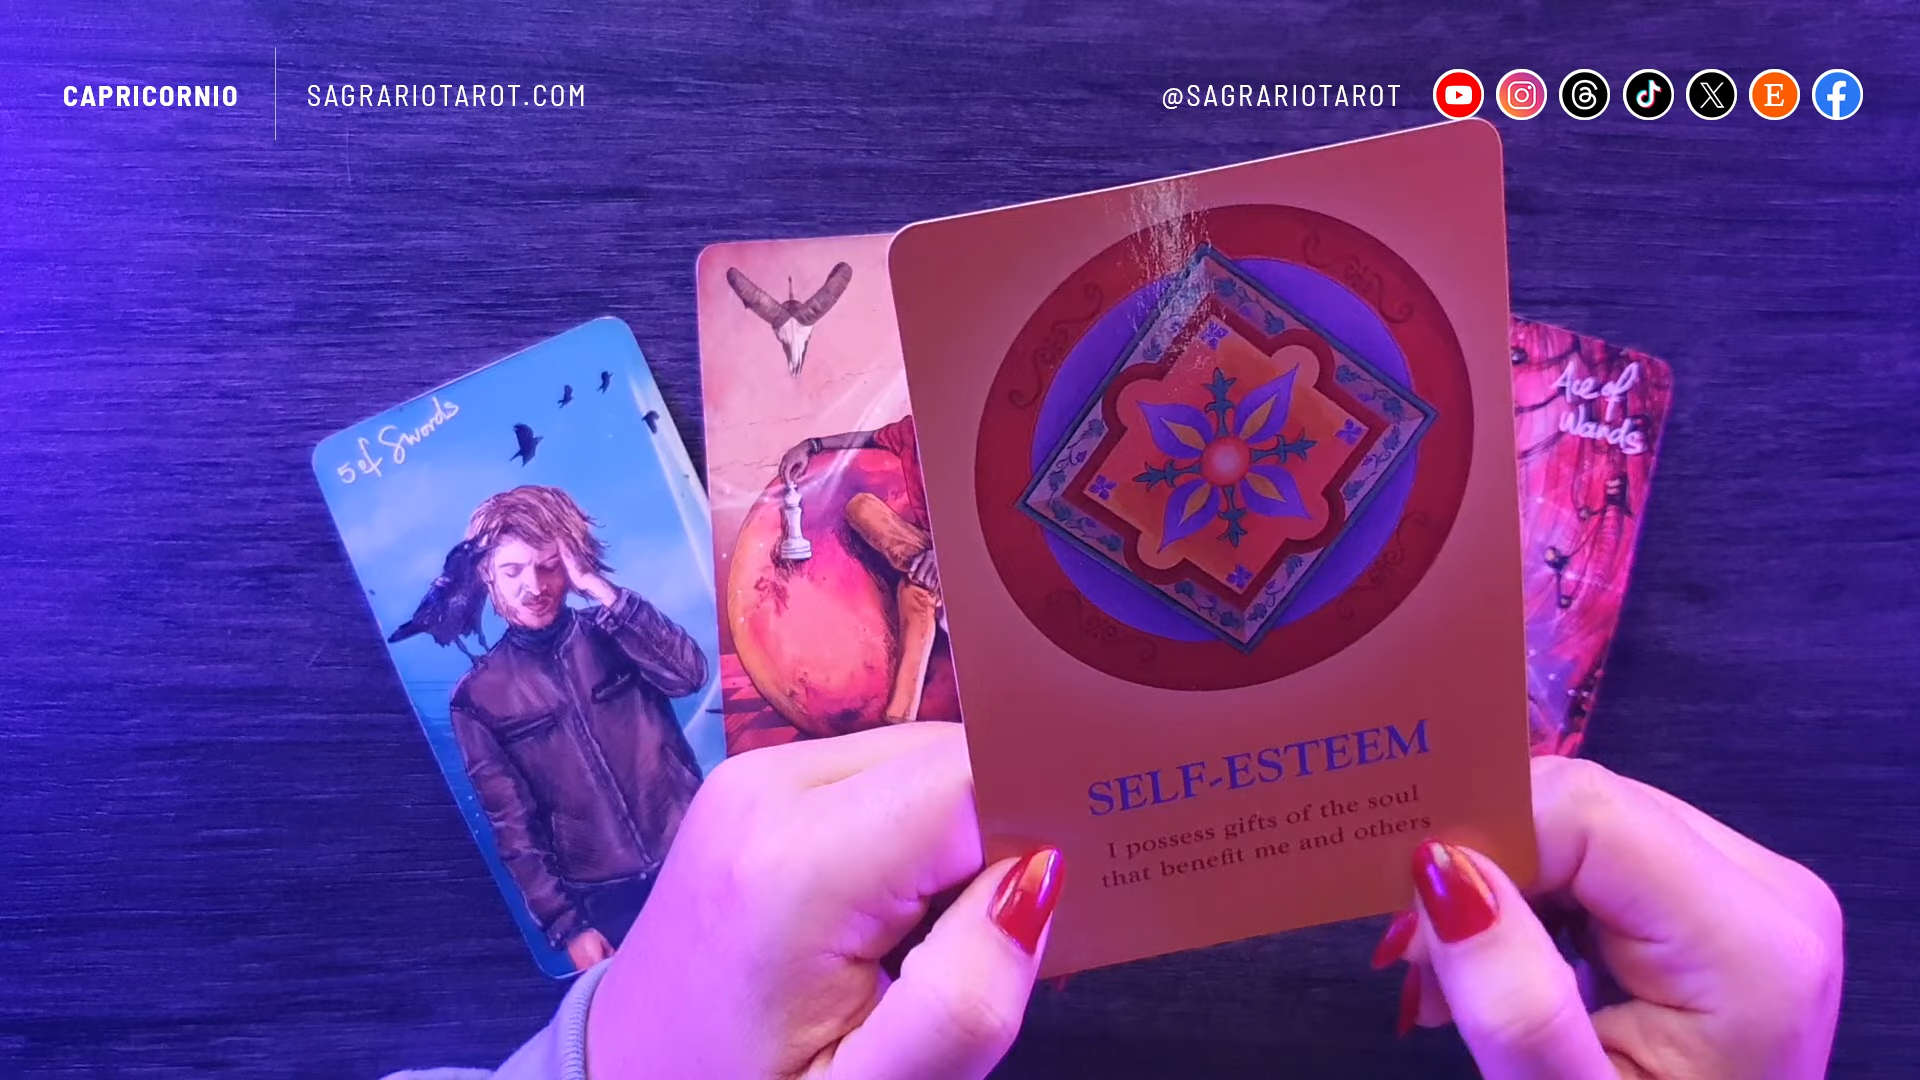 CAPRICORNIO
SAGRARIOTAROT.COM
@SAGRARIOTAROT
5 of Swords
Ace of
Wands
SELF-ESTEEM
I possess gifts of the soul
that benefit me and others